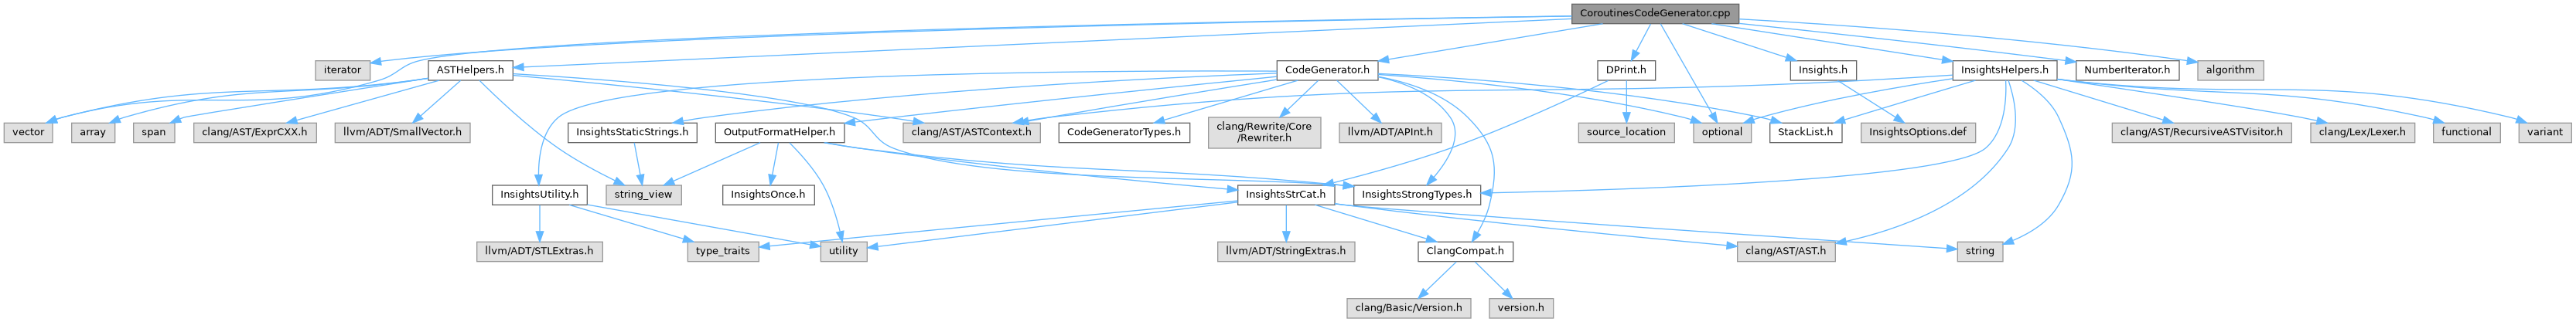 CoroutinesCodeGenerator.cpp
iterator
ASTHelpers.h
CodeGenerator.h
DPrint.h
Insights.h
InsightsHelpers.h
NumberIterator.h
algorithm
vector
array
span
clang/AST/ExprCXX.h
llvm/ADT/SmallVector.h
InsightsStaticStrings.h
OutputFormatHelper.h
clang/AST/ASTContext.h
CodeGeneratorTypes.h
clang/Rewrite/Core
/Rewriter.h
llvm/ADT/APInt.h
source_location
optional
StackList.h
InsightsOptions.def
clang/AST/RecursiveASTVisitor.h
clang/Lex/Lexer.h
functional
variant
InsightsUtility.h
string_view
InsightsOnce.h
InsightsStrCat.h
InsightsStrongTypes.h
llvm/ADT/STLExtras.h
type_traits
utility
llvm/ADT/StringExtras.h
ClangCompat.h
clang/AST/AST.h
string
clang/Basic/Version.h
version.h